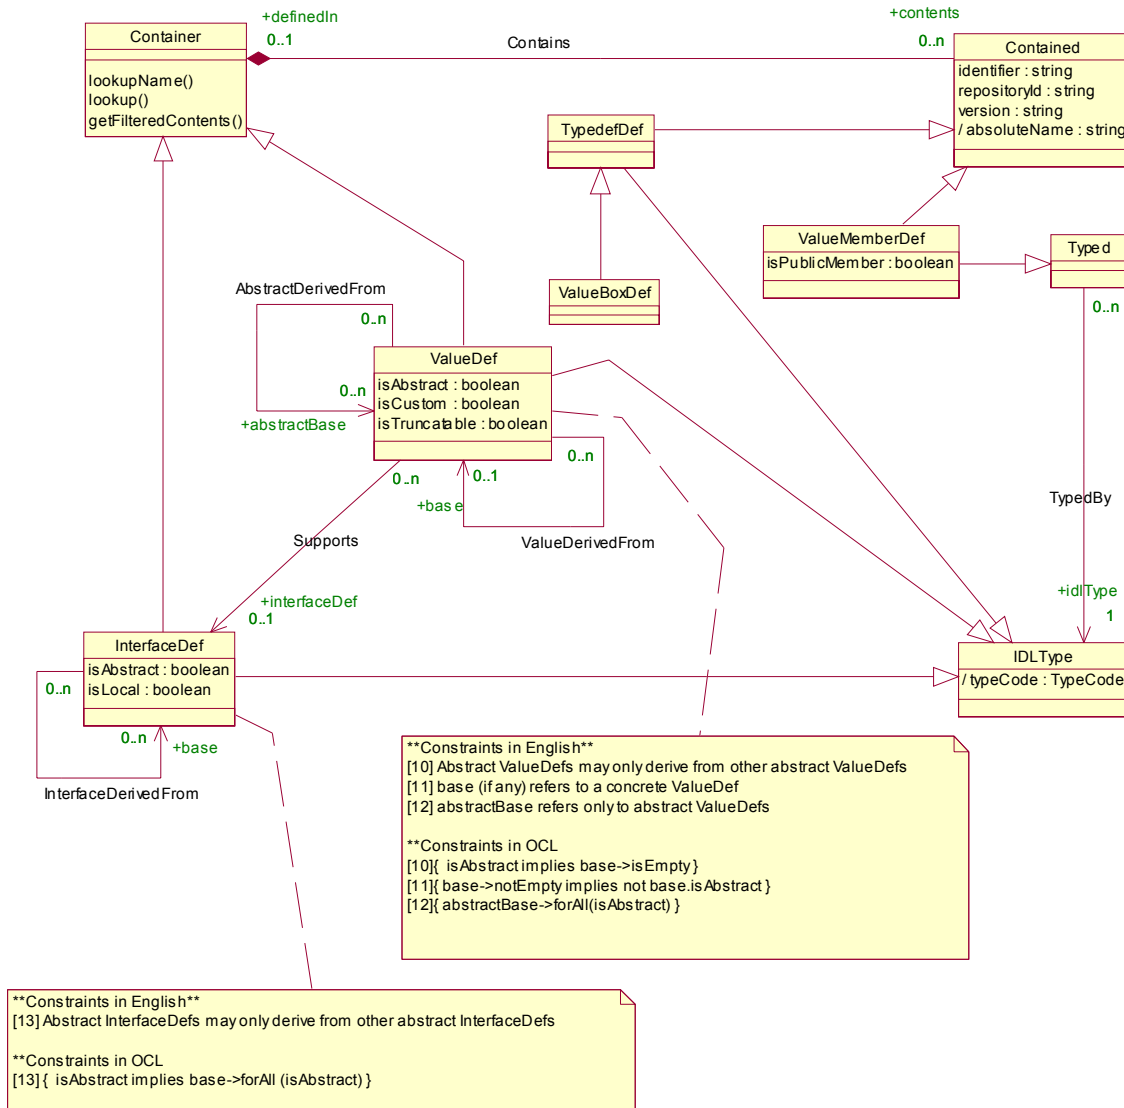 +definedIn
0..1
Contains
+contents
0..n
Container
lookupName()
lookup()
getFilteredContents()
Contained
identifier : string
repositoryId : string
version : string
/ absoluteName : string
TypedefDef
ValueMemberDef
isPublicMember : boolean
Typed
0..n
ValueBoxDef
AbstractDerivedFrom
0..n
0..n
+abstractBase
ValueDef
isAbstract : boolean
isCustom : boolean
isTruncatable : boolean
0..n
0..1
+base
0..n
ValueDerivedFrom
TypedBy
Supports
+interfaceDef
0..1
+idlType
1
InterfaceDef
isAbstract : boolean
isLocal : boolean
0..n
0..n
+base
InterfaceDerivedFrom
IDLType
/ typeCode : TypeCode
**Constraints in English**
[10] Abstract ValueDefs may only derive from other abstract ValueDefs
[11] base (if any) refers to a concrete ValueDef
[12] abstractBase refers only to abstract ValueDefs
**Constraints in OCL
[10]{ isAbstract implies base->isEmpty }
[11]{ base->notEmpty implies not base.isAbstract }
[12]{ abstractBase->forAll(isAbstract) }
**Constraints in English**
[13] Abstract InterfaceDefs may only derive from other abstract InterfaceDefs
**Constraints in OCL
[13] { isAbstract implies base->forAll (isAbstract) }